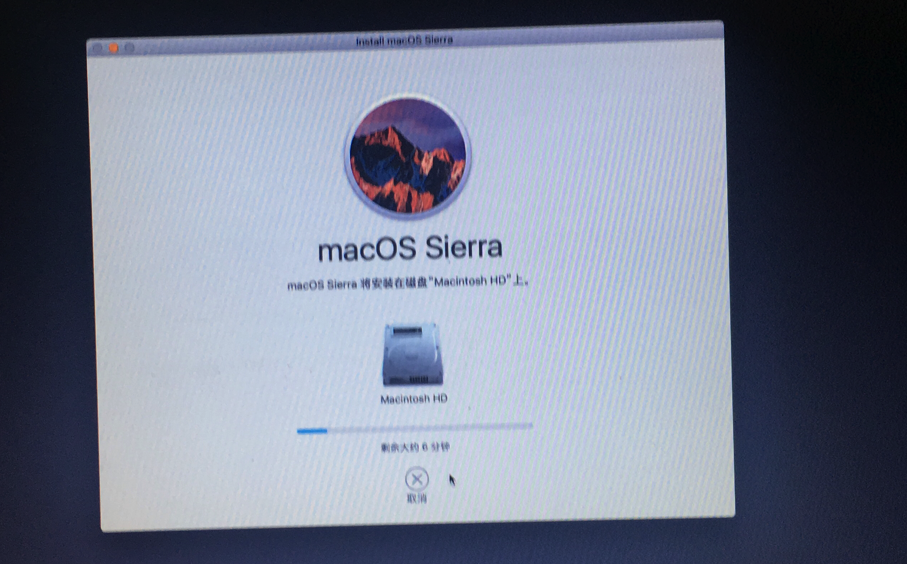 Install macOS Sierra
macOS Sierra
macOS Sierra 将安装在磁盘“Macintosh HD”上。
Macintosh HD
剩余大约 6 分钟
取消